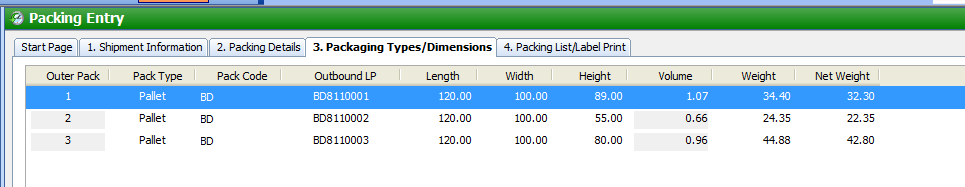 Packing Entry
Start Page 1. Shipment Information 2. Packing Details 3. Packaging Types/Dimensions 4. Packing List/Label Print
Outer Pack Pack Type Pack Code Outbound LP Length Width Height Volume Weight Net Weight
1 Pallet BD BD8110001 120.00 100.00 89.00 1.07 34.40 32.30
2 Pallet BD BD8110002 120.00 100.00 55.00 0.66 24.35 22.35
3 Pallet BD BD8110003 120.00 100.00 80.00 0.96 44.88 42.80